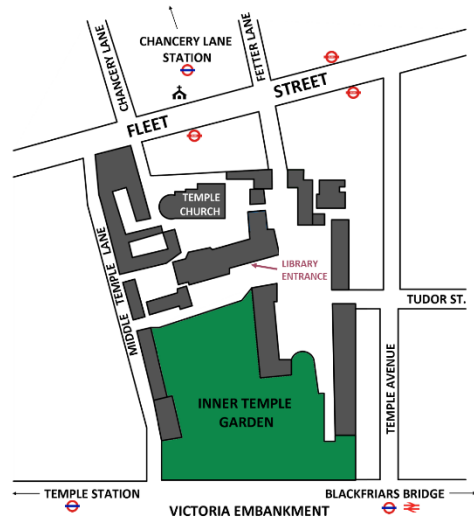 CHANCERY LANE
STATION
CHANCERY LANE
FETTER LANE
FLEET
STREET
TEMPLE
CHURCH
LIBRARY
ENTRANCE
MIDDLE TEMPLE LANE
TUDOR ST.
TEMPLE AVENUE
INNER TEMPLE
GARDEN
TEMPLE STATION
BLACKFRIARS BRIDGE
VICTORIA EMBANKMENT